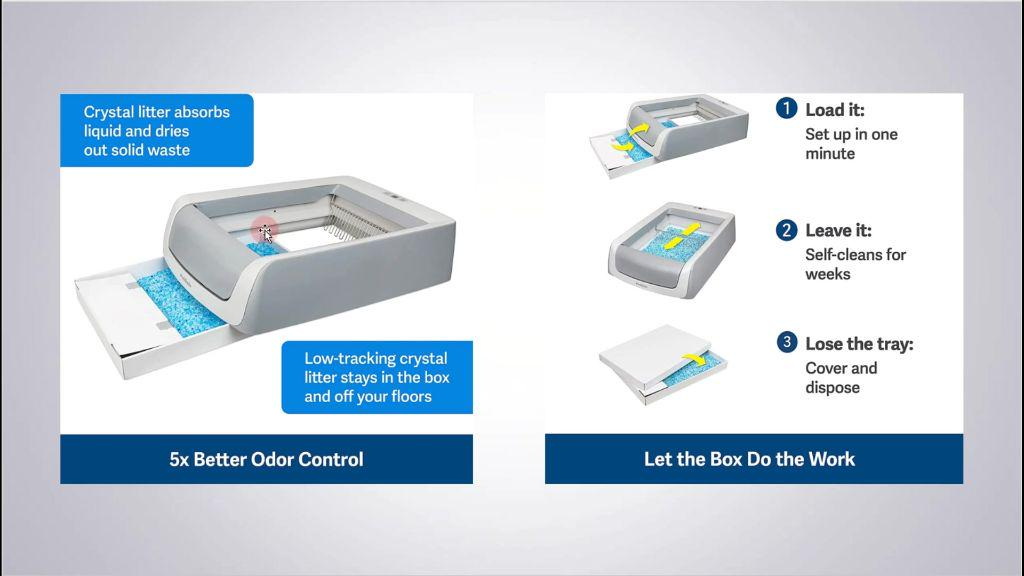 Crystal litter absorbs
liquid and dries
out solid waste
Low-tracking crystal
litter stays in the box
and off your floors
5x Better Odor Control
1 Load it:
Set up in one
minute
2 Leave it:
Self-cleans for
weeks
3 Lose the tray:
Cover and
dispose
Let the Box Do the Work